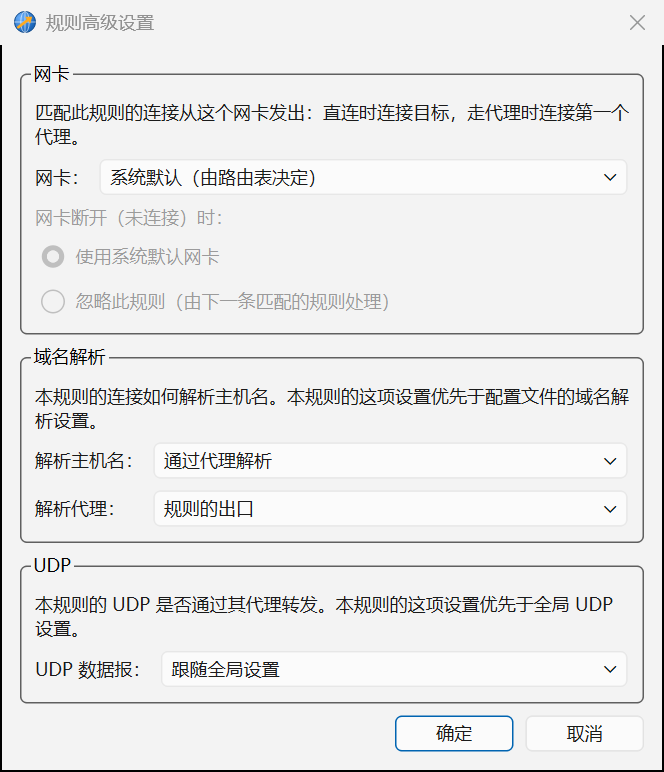 规则高级设置
网卡
匹配此规则的连接从这个网卡发出：直连时连接目标，走代理时连接第一个
代理。
网卡： 系统默认（由路由表决定）
网卡断开（未连接）时：
使用系统默认网卡
忽略此规则（由下一条匹配的规则处理）
域名解析
本规则的连接如何解析主机名。本规则的这项设置优先于配置文件的域名解
析设置。
解析主机名： 通过代理解析
解析代理： 规则的出口
UDP
本规则的 UDP 是否通过其代理转发。本规则的这项设置优先于全局 UDP
设置。
UDP 数据报： 跟随全局设置
确定 取消